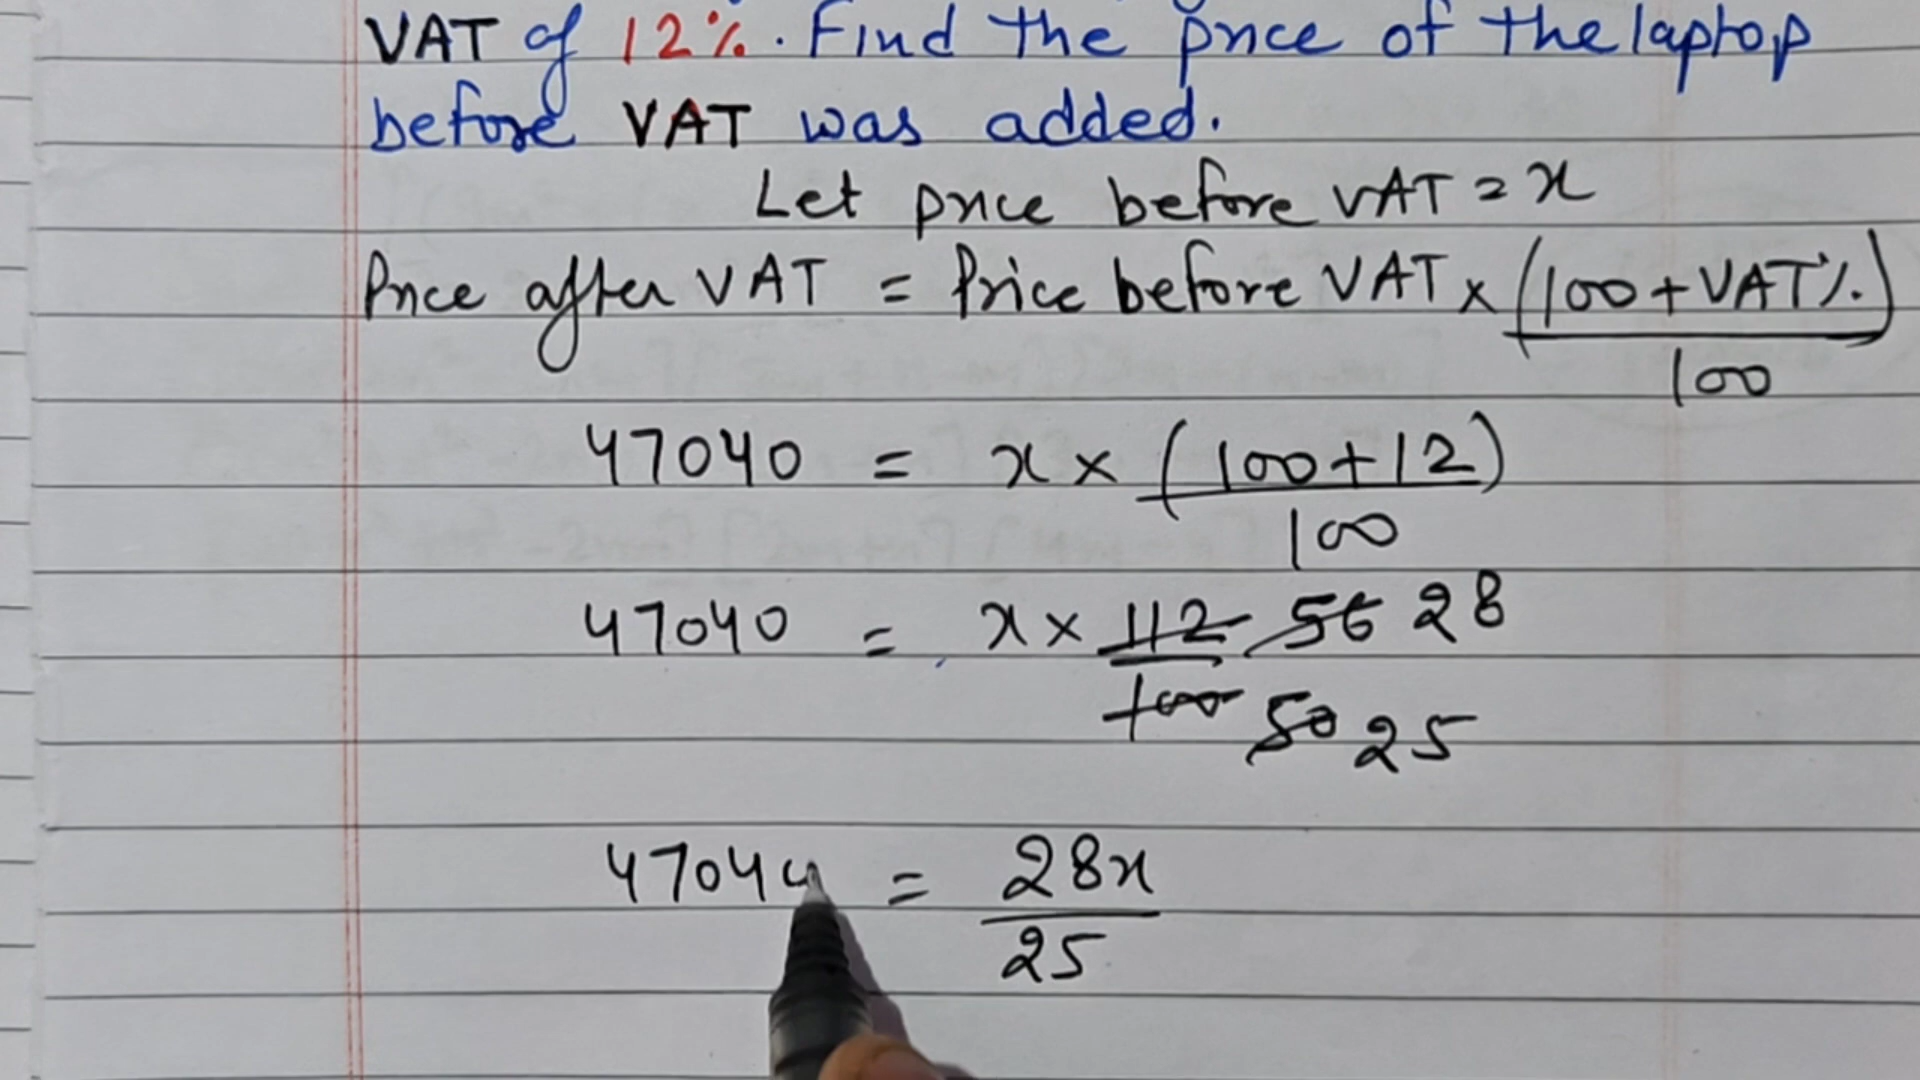 VAT of 12%. Find the price of the laptop
before VAT was added.
Let price before VAT = x
Price after VAT = Price before VAT × (100 + VAT%)
100
47040 = x × (100 + 12)
100
47040 = x × 112 56 28
100 50 25
4704 = 28x
25